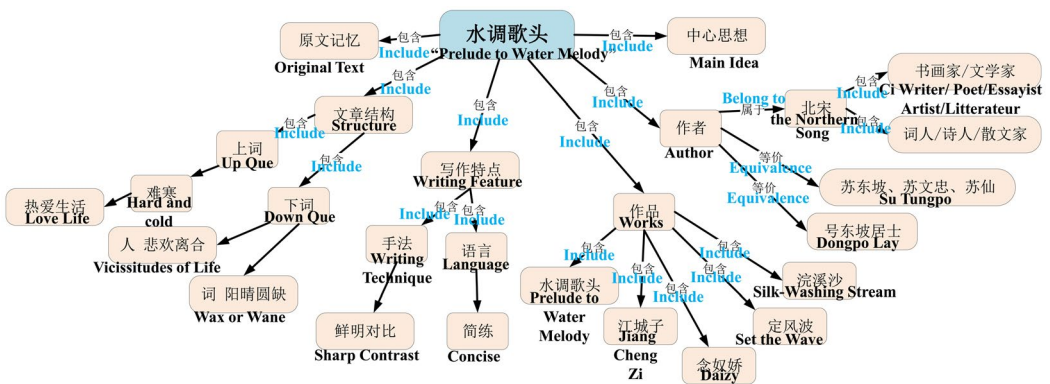 水调歌头
"Prelude to Water Melody"
包含
Include
原文记忆
Original Text
包含
Include
中心思想
Main Idea
包含
Include
文章结构
Structure
包含
Include
上词
Up Que
难寒
Hard and
cold
热爱生活
Love Life
包含
Include
下词
Down Que
人 悲欢离合
Vicissitudes of Life
词 阳晴圆缺
Wax or Wane
包含
Include
写作特点
Writing Feature
包含
Include
手法
Writing
Technique
鲜明对比
Sharp Contrast
包含
Include
语言
Language
简练
Concise
包含
Include
作品
Works
包含
Include
水调歌头
Prelude to
Water
Melody
包含
Include
江城子
Jiang
Cheng
Zi
包含
Include
念奴娇
Daizy
包含
Include
定风波
Set the Wave
包含
Include
浣溪沙
Silk-Washing Stream
包含
Include
作者
Author
Belong to
属于
北宋
the Northern
Song
包含
Include
书画家/文学家
Ci Writer/ Poet/Essayist
Artist/Litterateur
包含
Include
词人/诗人/散文家
等价
Equivalence
苏东坡、苏文忠、苏仙
Su Tungpo
等价
Equivalence
号东坡居士
Dongpo Lay